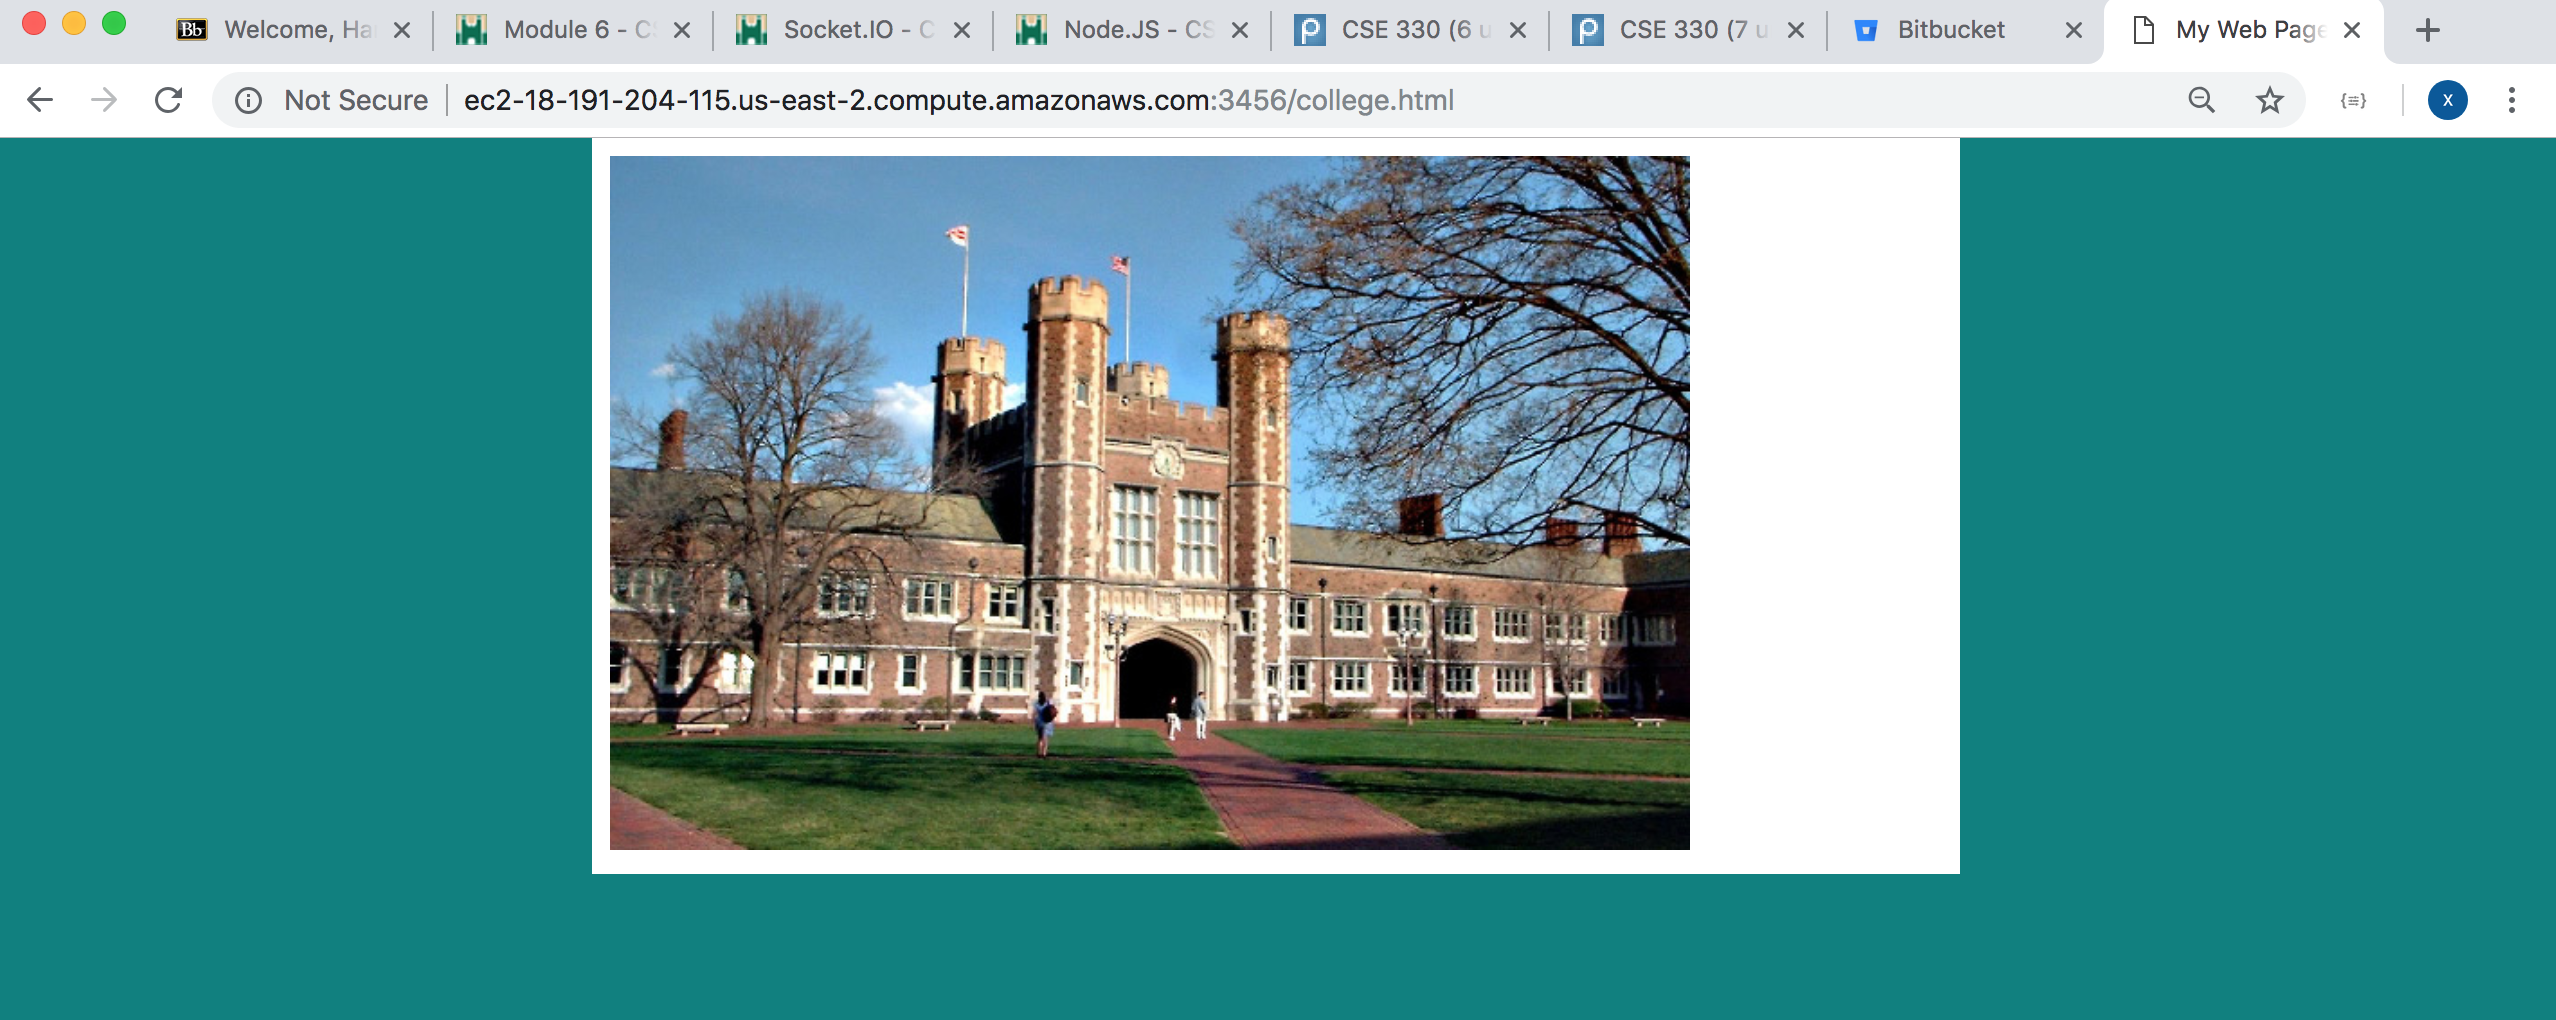 Bb Welcome, Ha
Module 6 - CS
Socket.IO - C
Node.JS - CS
CSE 330 (6 u
CSE 330 (7 u
Bitbucket
My Web Page
Not Secure ec2-18-191-204-115.us-east-2.compute.amazonaws.com:3456/college.html
X